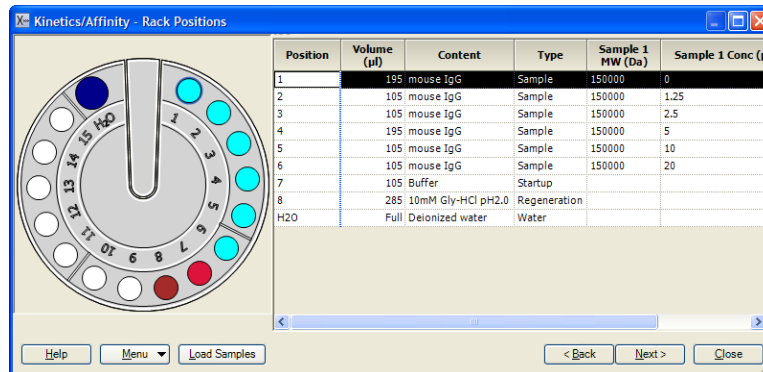 Kinetics/Affinity - Rack Positions
Position Volume (µl) Content Type Sample 1 MW (Da) Sample 1 Conc (
1 195 mouse IgG Sample 150000 0
2 105 mouse IgG Sample 150000 1.25
3 105 mouse IgG Sample 150000 2.5
4 195 mouse IgG Sample 150000 5
5 105 mouse IgG Sample 150000 10
6 105 mouse IgG Sample 150000 20
7 105 Buffer Startup
8 285 10mM Gly-HCl pH2.0 Regeneration
H2O Full Deionized water Water
H₂O 1 2 3 4 5 6 7 8 9 10 11 12 13 14 15
Help Menu Load Samples < Back Next > Close